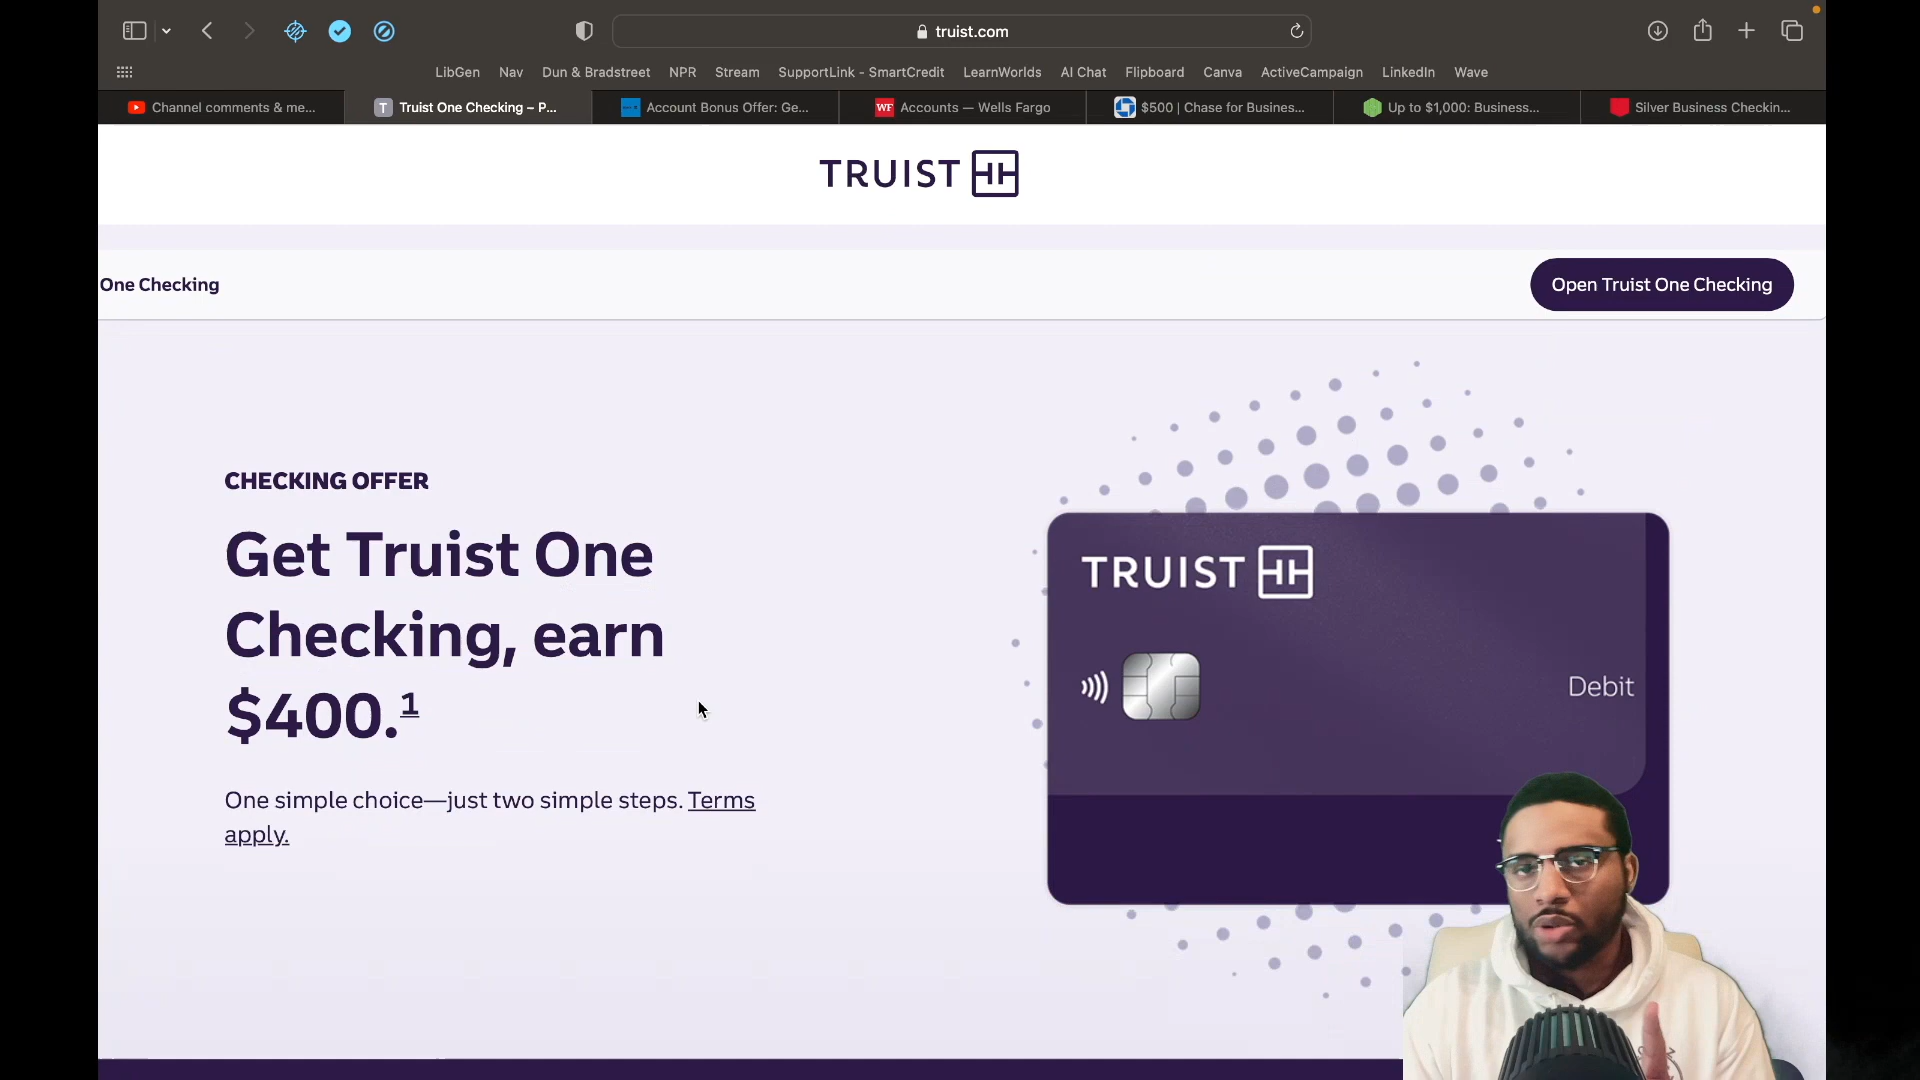 truist.com
LibGen Nav Dun & Bradstreet NPR Stream SupportLink - SmartCredit LearnWorlds AI Chat Flipboard Canva ActiveCampaign LinkedIn Wave
Channel comments & me... T Truist One Checking – P... Account Bonus Offer: Ge... WF Accounts — Wells Fargo $500 | Chase for Busines... Up to $1,000: Business... Silver Business Checkin...
TRUIST
One Checking
Open Truist One Checking
CHECKING OFFER
Get Truist One
Checking, earn
$400.1
One simple choice—just two simple steps. Terms
apply.
TRUIST
Debit